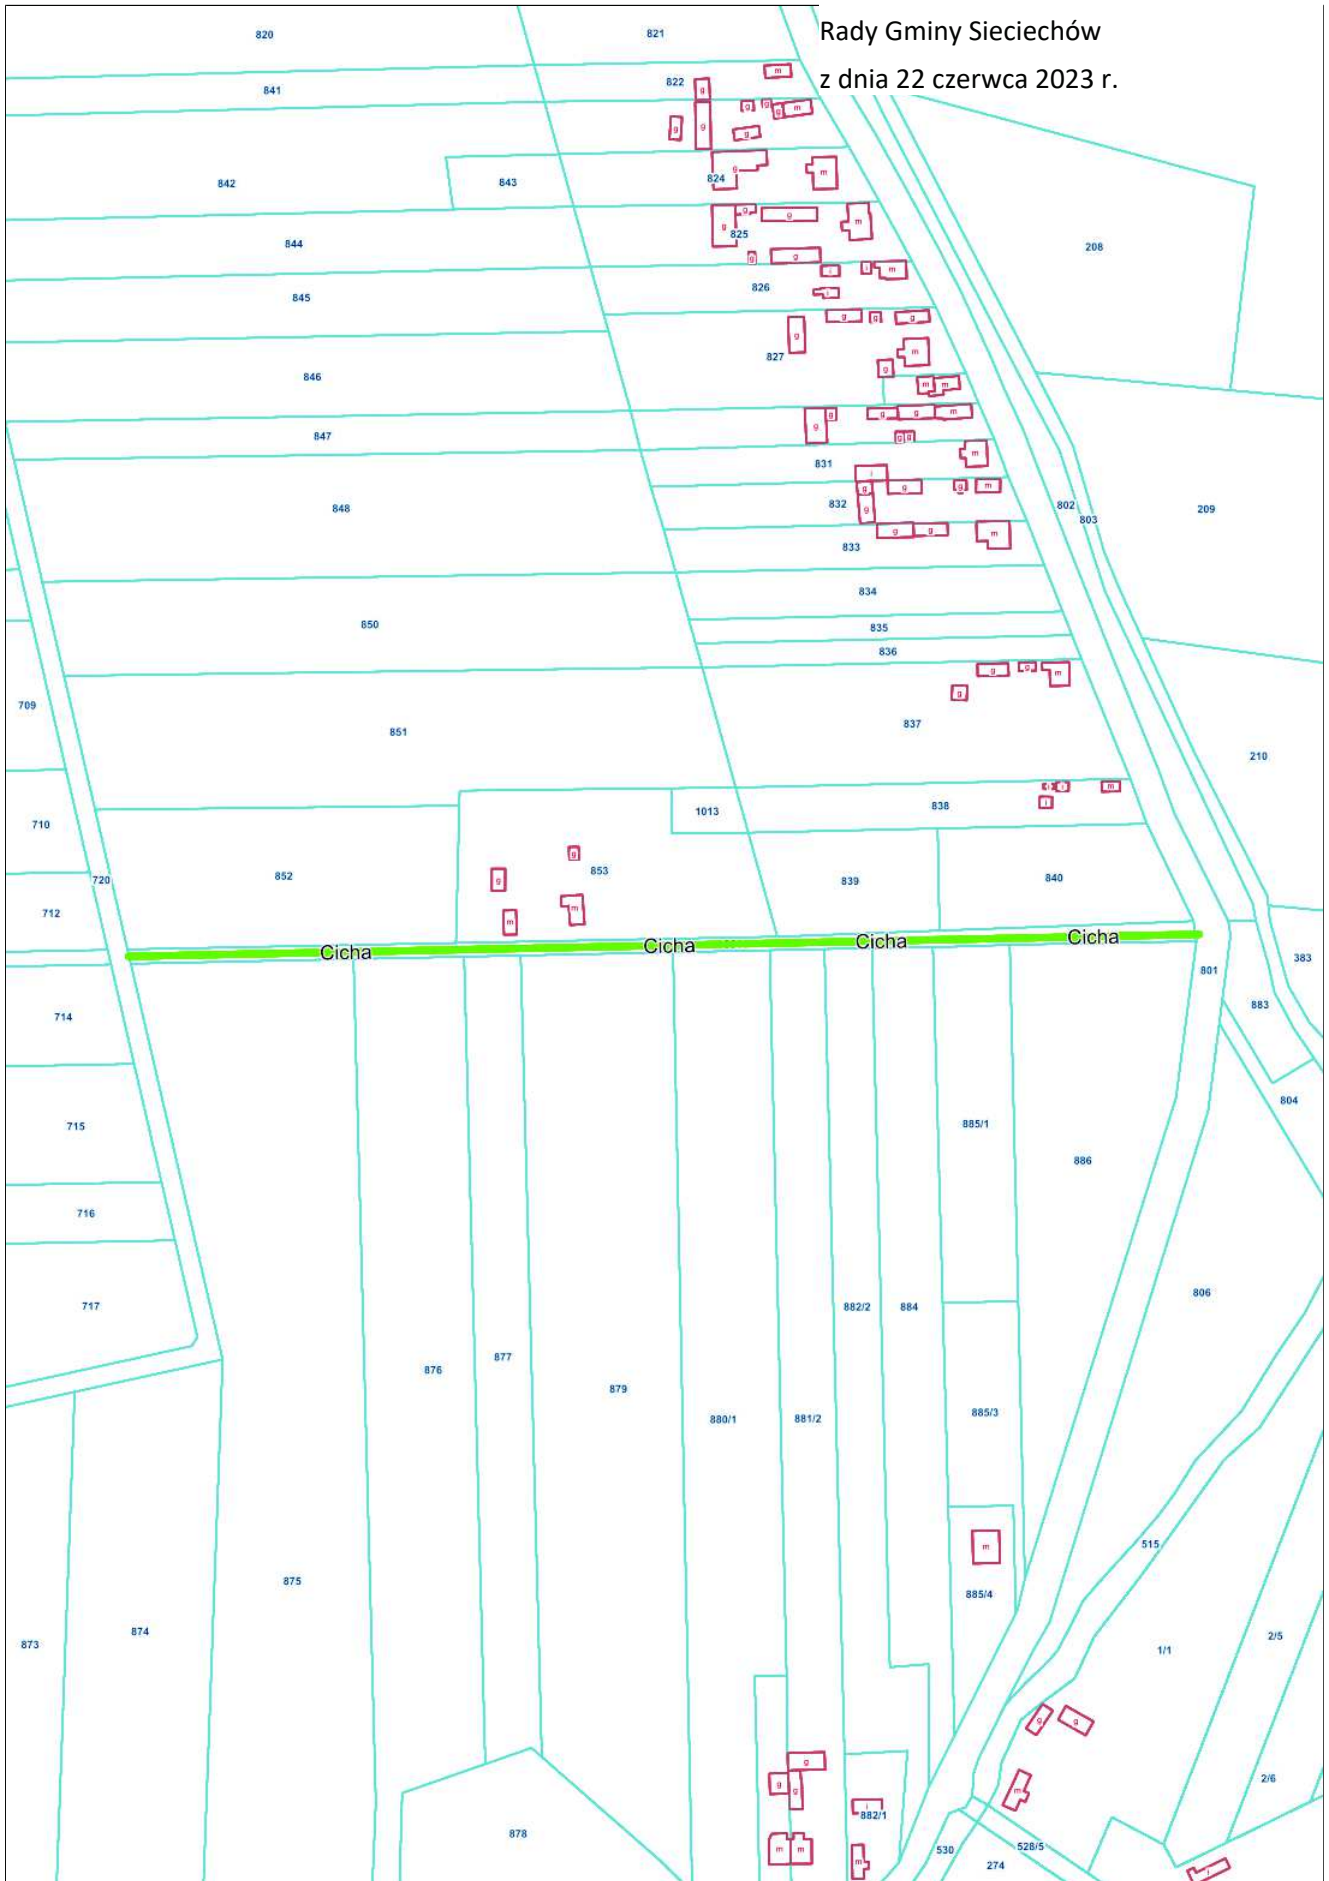 Rady Gminy Sieciechów
z dnia 22 czerwca 2023 r.
820
821
841
822
m
g
g
g
g
g
m
g
842
843
824
g
m
844
g
g
825
g
m
g
g
208
845
826
i
i
m
i
g
g
g
846
827
g
m
g
m
m
847
g
g
g
g
m
g
g
831
m
848
i
832
g
g
g
g
m
802
803
209
833
g
g
m
834
850
835
836
709
851
g
g
g
m
837
210
710
1013
838
i
i
m
i
720
852
g
g
853
839
840
712
m
m
Cicha
Cicha
Cicha
Cicha
801
383
714
883
715
885/1
804
716
886
717
882/2
884
806
876
877
879
880/1
881/2
885/3
875
m
515
885/4
873
874
1/1
2/5
g
g
g
g
g
m
2/6
878
i
882/1
m
m
m
530
528/5
274
i